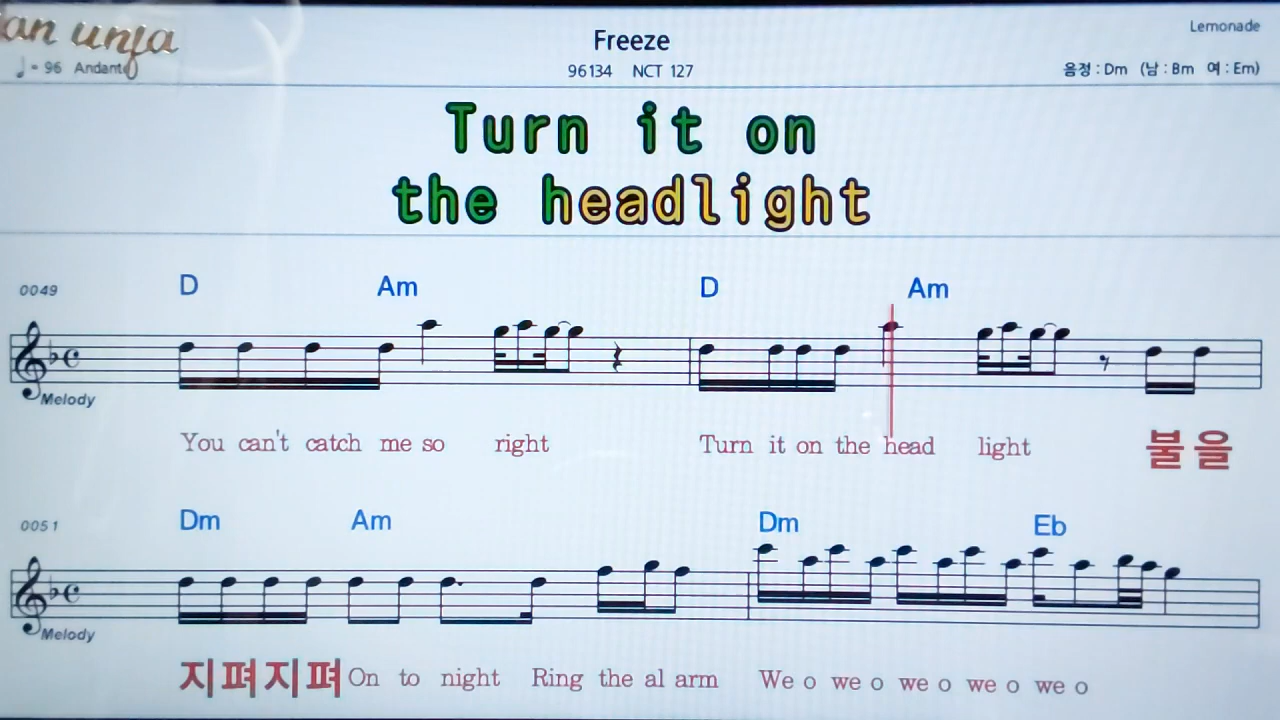 an unja
Lemonade
Freeze
♩= 96 Andante
96134 NCT 127
음정 : Dm (남 : Bm 여 : Em)
Turn it on
the headlight
0049 D Am D Am
Melody
You can't catch me so right Turn it on the head light 불을
0051 Dm Am Dm Eb
Melody
지펴지펴 On to night Ring the al arm We o we o we o we o we o